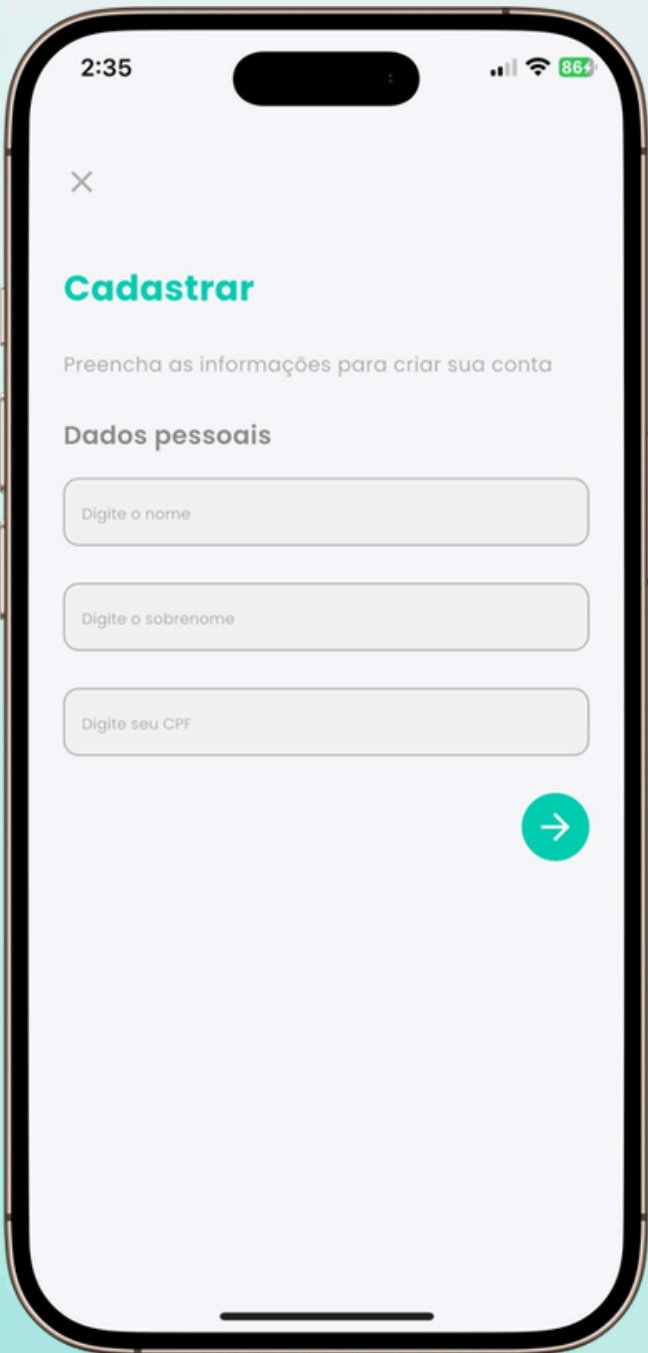 2:35
86
Cadastrar
Preencha as informações para criar sua conta
Dados pessoais
Digite o nome
Digite o sobrenome
Digite seu CPF